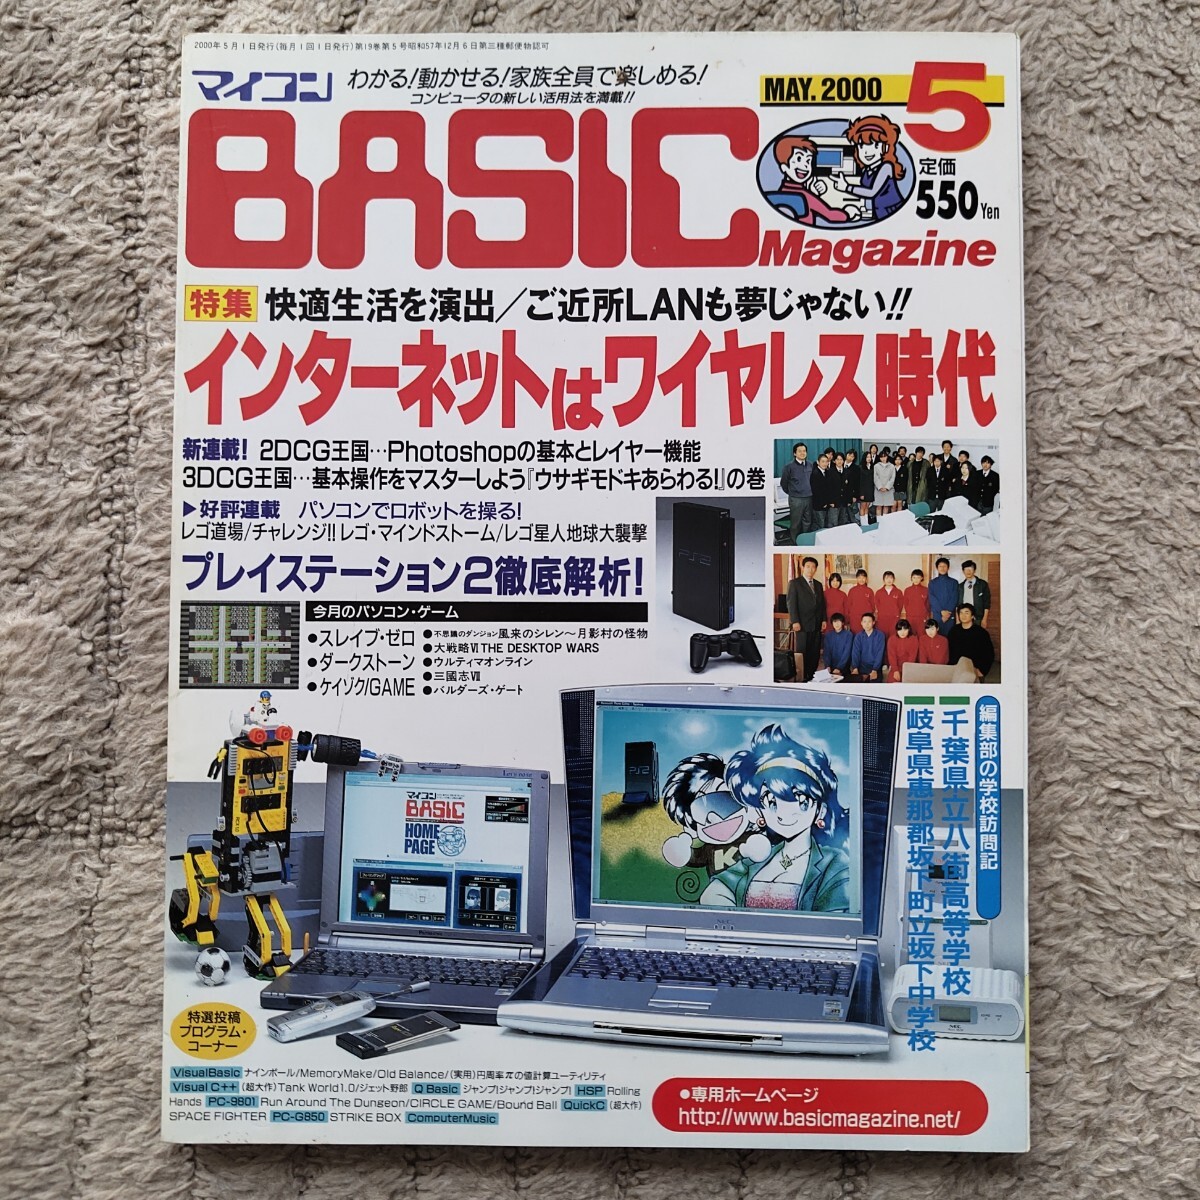 2000年5月1日発行(毎月1回1日発行)第19巻第5号昭和57年12月6日第三種郵便物認可
マイコン
わかる!動かせる!家族全員で楽しめる!
コンピュータの新しい活用法を満載!!
MAY. 2000
5
BASIC
Magazine
定価
550Yen
特集 快適生活を演出/ご近所LANも夢じゃない!!
インターネットはワイヤレス時代
新連載! 2DCG王国…Photoshopの基本とレイヤー機能
3DCG王国…基本操作をマスターしよう『ウサギモドキあらわる!』の巻
▶好評連載 パソコンでロボットを操る!
レゴ道場/チャレンジ!!レゴ・マインドストーム/レゴ星人地球大襲撃
プレイステーション2徹底解析!
今月のパソコン・ゲーム
●スレイブ・ゼロ
●ダークストーン
●ケイゾク/GAME
●不思議のダンジョン風来のシレン~月影村の怪物
●大戦略VI THE DESKTOP WARS
●ウルティマオンライン
●三國志VII
●バルダーズ・ゲート
PS2
編集部の学校訪問記
千葉県立八街高等学校
岐阜県恵那郡坂下町立坂下中学校
マイコン
BASIC
HOME
PAGE
PS2
K
NEC
NEC
特選投稿
プログラム・
コーナー
VisualBasic ナインボール/MemoryMake/Old Balance/(実用)円周率πの値計算ユーティリティ
Visual C++ (超大作)Tank World1.0/ジェット野郎 Q Basic ジャンプ!ジャンプ!ジャンプ! HSP Rolling
Hands PC-9801 Run Around The Dungeon/CIRCLE GAME/Bound Ball QuickC (超大作)
SPACE FIGHTER PC-G850 STRIKE BOX ComputerMusic
●専用ホームページ
http://www.basicmagazine.net/